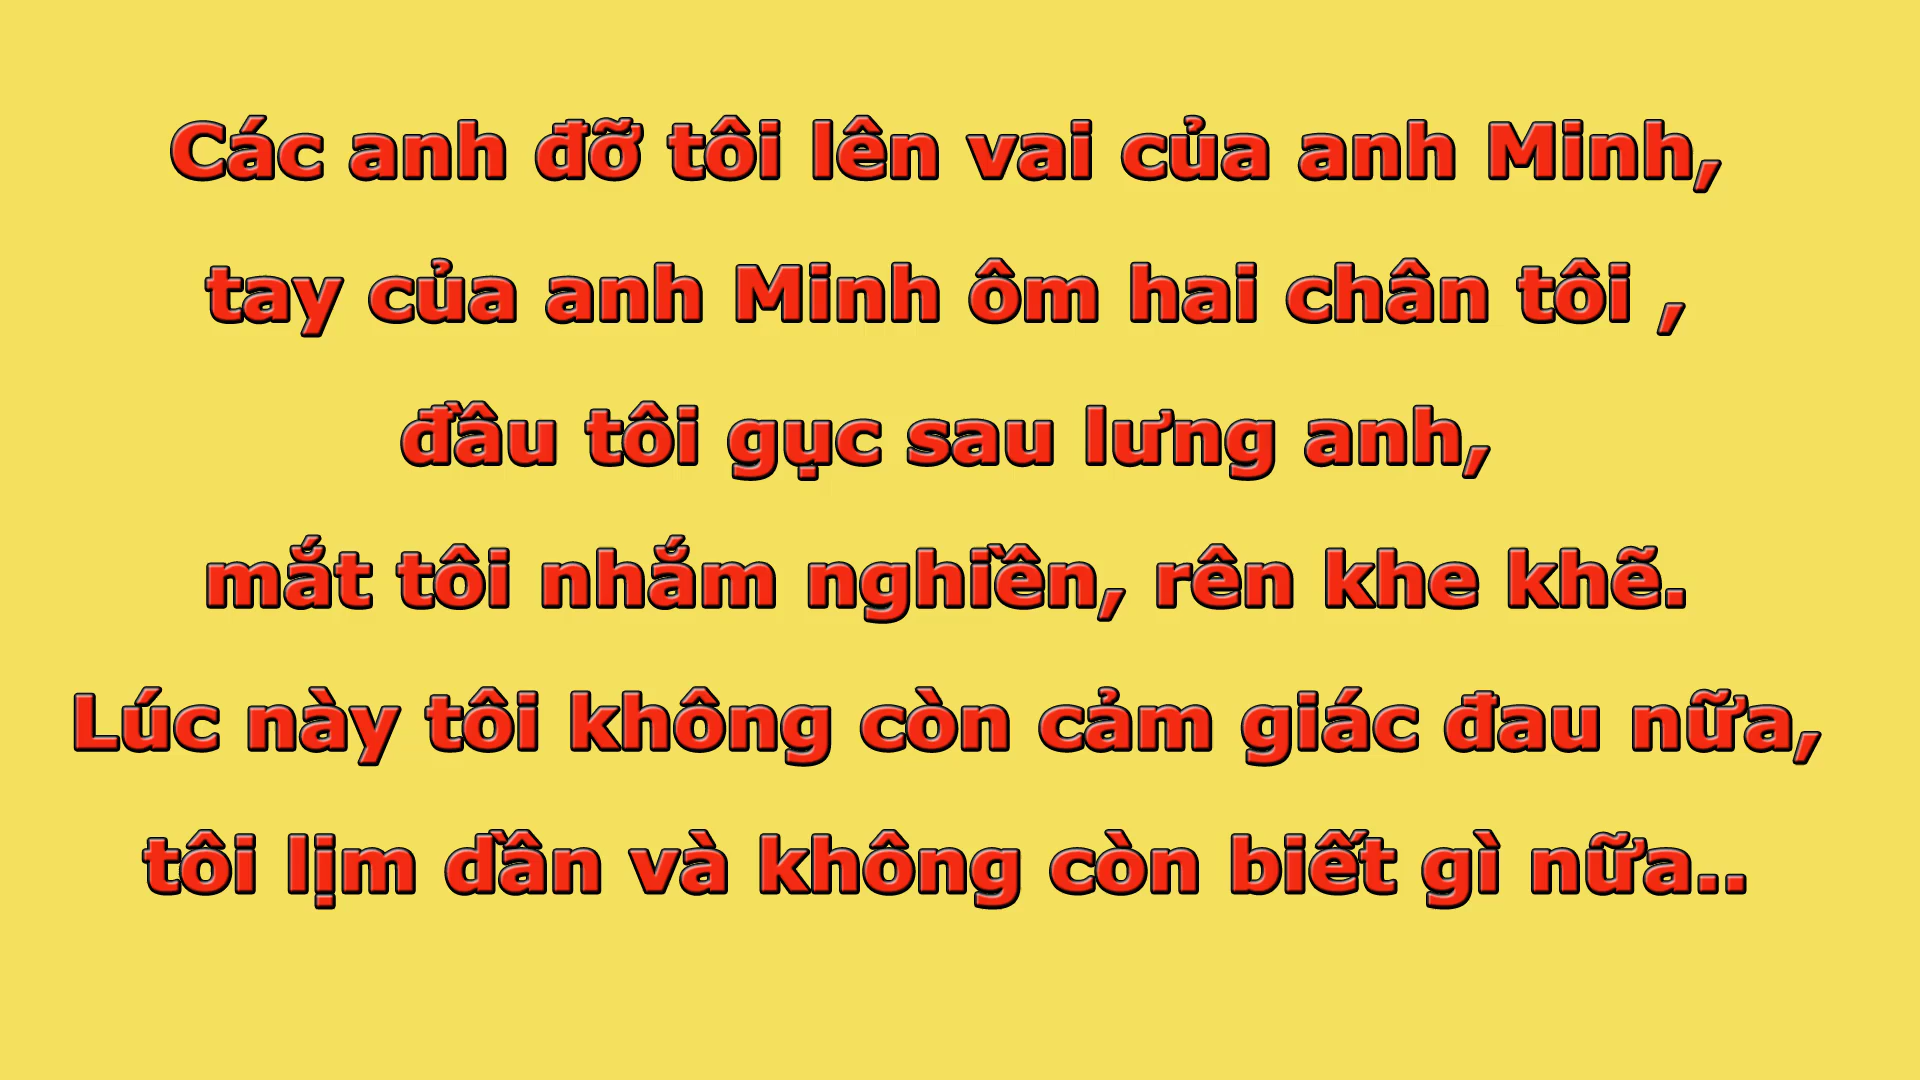 Các anh đỡ tôi lên vai của anh Minh,
tay của anh Minh ôm hai chân tôi ,
đầu tôi gục sau lưng anh,
mắt tôi nhắm nghiền, rên khe khẽ.
Lúc này tôi không còn cảm giác đau nữa,
tôi lịm dần và không còn biết gì nữa..